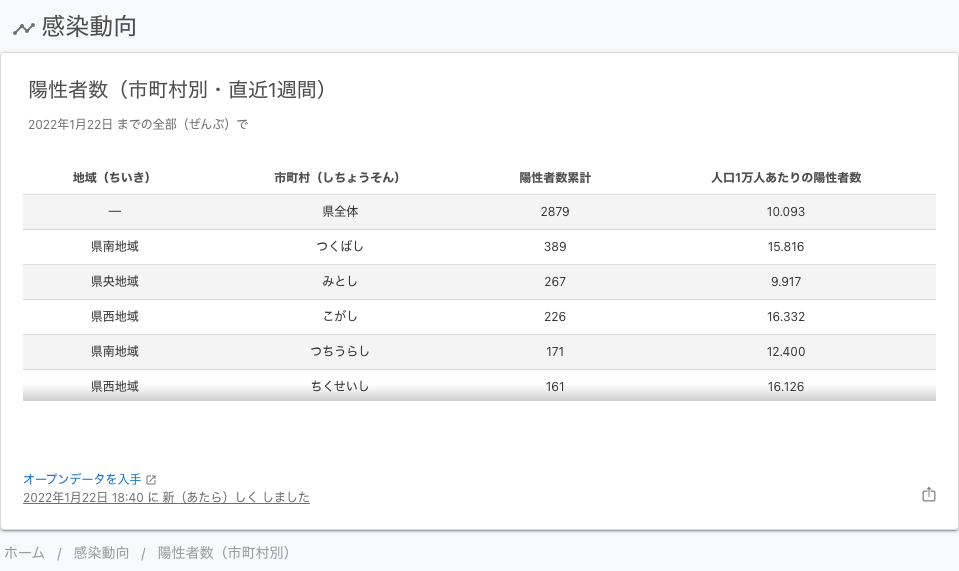 感染動向
陽性者数（市町村別・直近1週間）
2022年1月22日 までの全部（ぜんぶ）で
地域（ちいき） 市町村（しちょうそん） 陽性者数累計 人口1万人あたりの陽性者数
— 県全体 2879 10.093
県南地域 つくばし 389 15.816
県央地域 みとし 267 9.917
県西地域 こがし 226 16.332
県南地域 つちうらし 171 12.400
県西地域 ちくせいし 161 16.126
オープンデータを入手
2022年1月22日 18:40 に 新（あたら）しく しました
ホーム / 感染動向 / 陽性者数（市町村別）